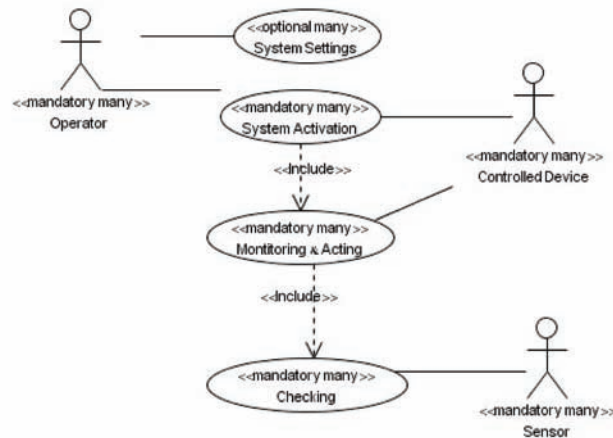 <<optional many>>
System Settings
<<mandatory many>>
Operator
<<mandatory many>>
System Activation
<<mandatory many>>
Controlled Device
<<Include>>
<<mandatory many>>
Montitoring & Acting
<<Include>>
<<mandatory many>>
Checking
<<mandatory many>>
Sensor